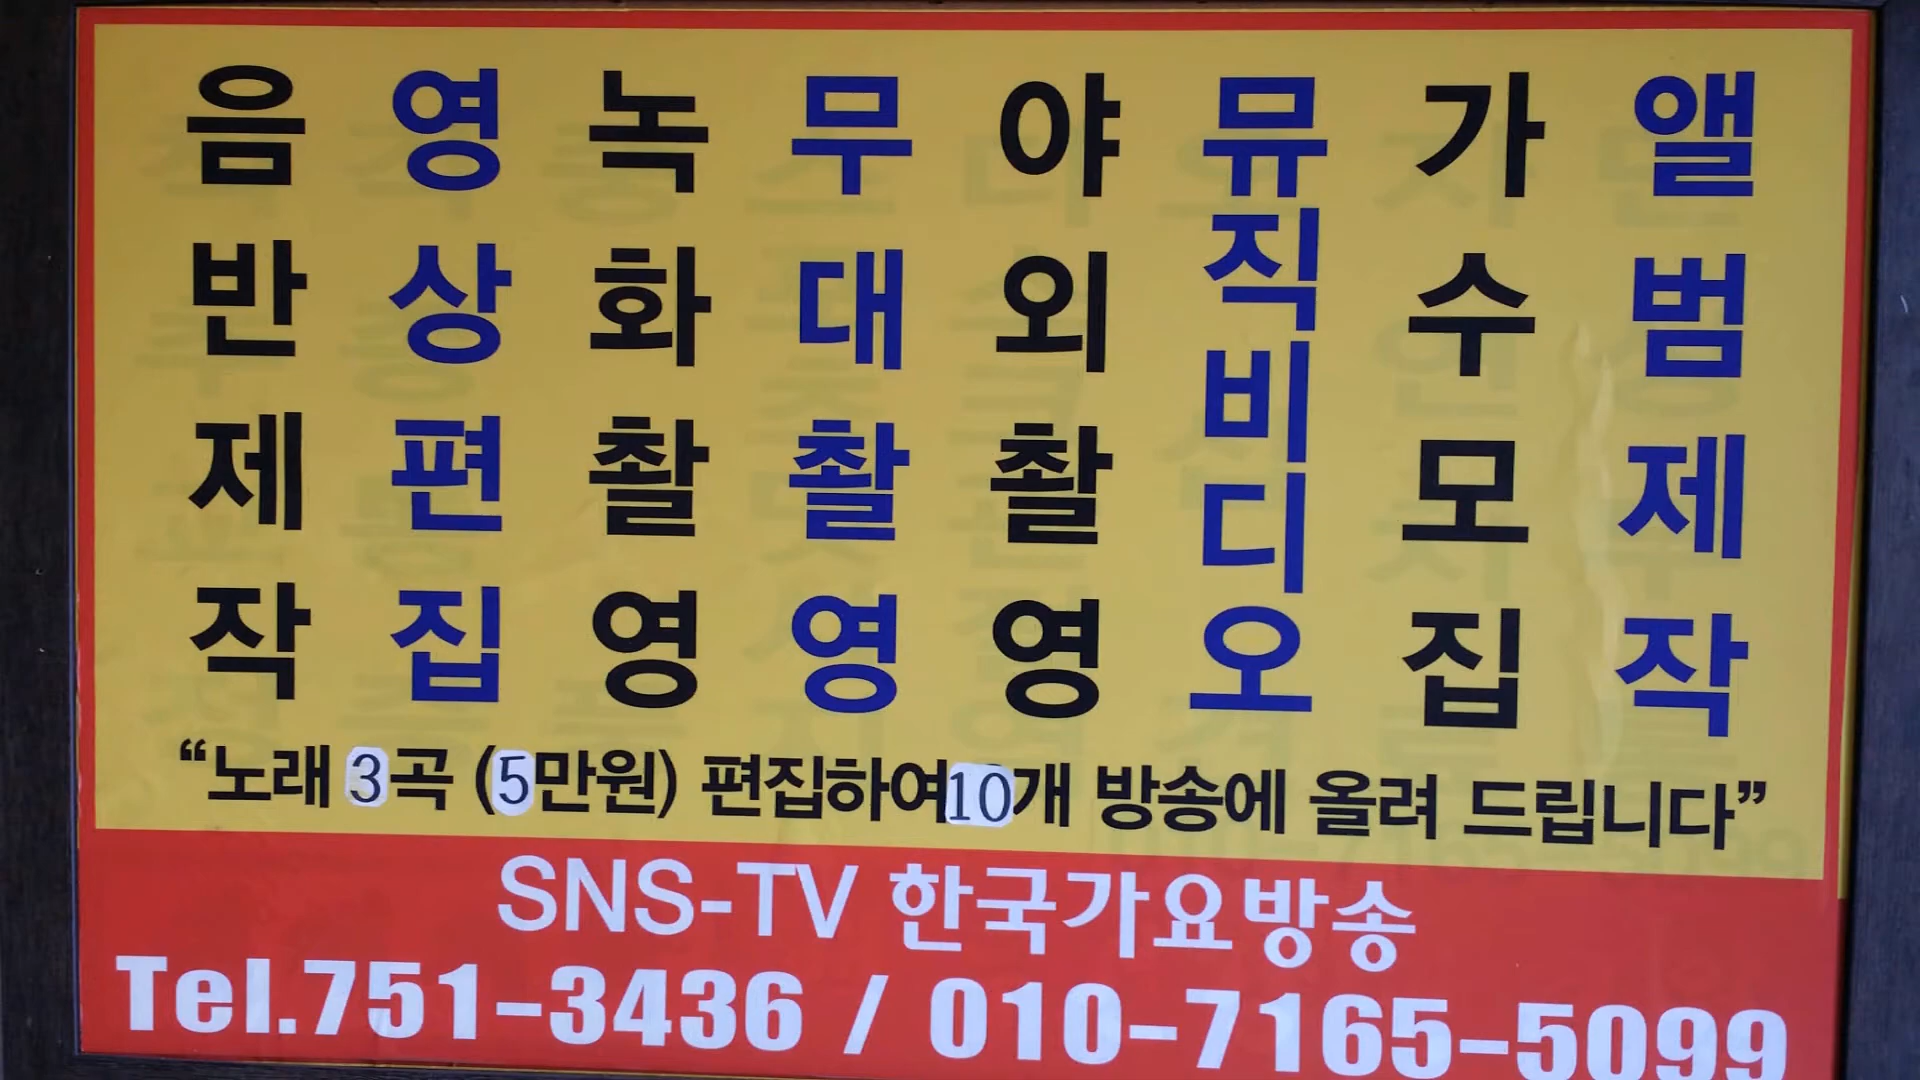 음반제작
영상편집
녹화촬영
무대촬영
야외촬영
뮤직비디오
가수모집
앨범제작
“노래 3곡 (5만원) 편집하여 10개 방송에 올려 드립니다”
SNS-TV 한국가요방송
Tel.751-3436 / 010-7165-5099